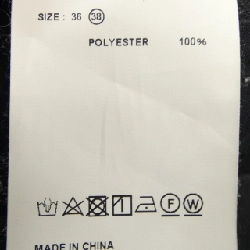 SIZE : 36 38
POLYESTER 100%
F W
MADE IN CHINA